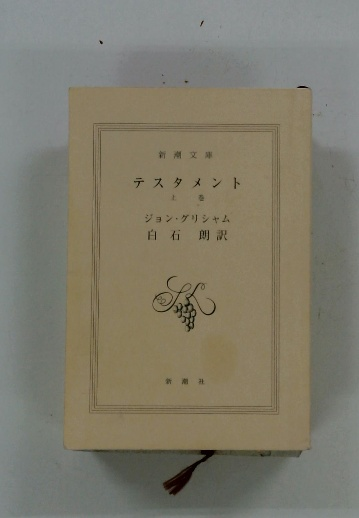 新潮文庫
テスタメント
上巻
ジョン・グリシャム
白石 朗訳
新潮社